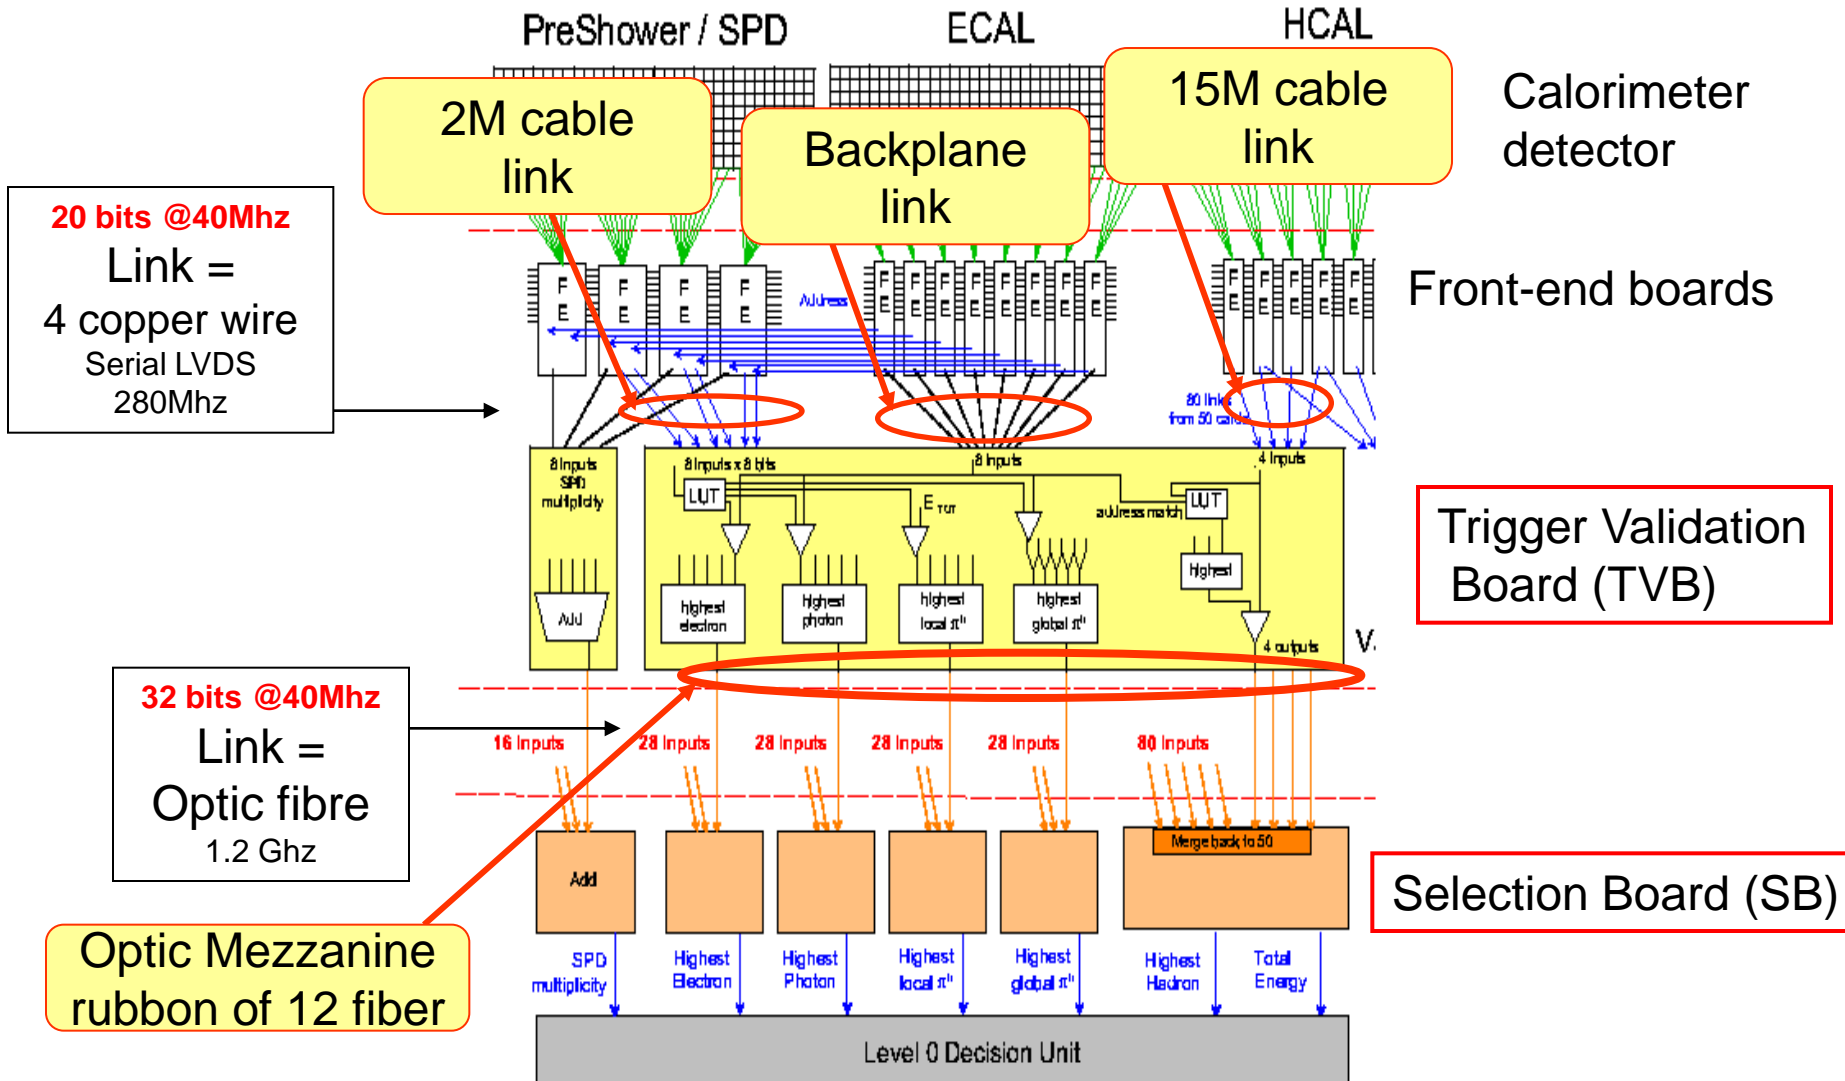 PreShower / SPD
ECAL
HCAL
2M cable
link
Backplane
link
15M cable
link
Calorimeter
detector
20 bits @40Mhz
Link =
4 copper wire
Serial LVDS
280Mhz
F
E
F
E
F
E
F
E
Address
F
E
F
E
F
E
F
E
F
E
F
E
F
E
F
E
F
E
F
E
F
E
F
E
F
E
Front-end boards
80 links
from 50 cards
8 Inputs
SPD
multiplicity
8 Inputs x 8 bits
8 Inputs
4 Inputs
LUT
E TOT
address match
LUT
highest
Add
highest
electron
highest
photon
highest
local π⁰
highest
global π⁰
4 outputs
Trigger Validation
Board (TVB)
32 bits @40Mhz
Link =
Optic fibre
1.2 Ghz
16 Inputs
28 Inputs
28 Inputs
28 Inputs
28 Inputs
80 Inputs
Merge back to 50
Add
Selection Board (SB)
Optic Mezzanine
rubbon of 12 fiber
SPD
multiplicity
Highest
Electron
Highest
Photon
Highest
local π⁰
Highest
global π⁰
Highest
Hadron
Total
Energy
Level 0 Decision Unit